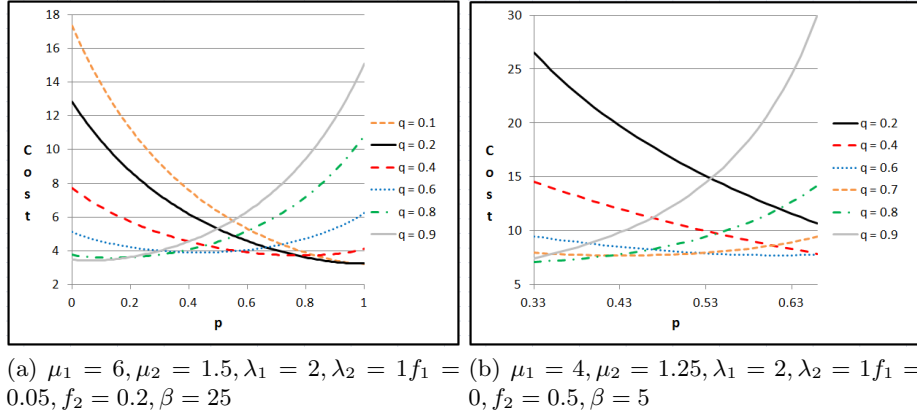 18
16
14
12
10
8
6
4
2
C
o
s
t
0
0.2
0.4
0.6
0.8
1
p
q = 0.1
q = 0.2
q = 0.4
q = 0.6
q = 0.8
q = 0.9
30
25
20
15
10
5
C
o
s
t
0.33
0.43
0.53
0.63
p
q = 0.2
q = 0.4
q = 0.6
q = 0.7
q = 0.8
q = 0.9
(a) μ₁ = 6, μ₂ = 1.5, λ₁ = 2, λ₂ = 1f₁ =
0.05, f₂ = 0.2, β = 25
(b) μ₁ = 4, μ₂ = 1.25, λ₁ = 2, λ₂ = 1f₁ =
0, f₂ = 0.5, β = 5